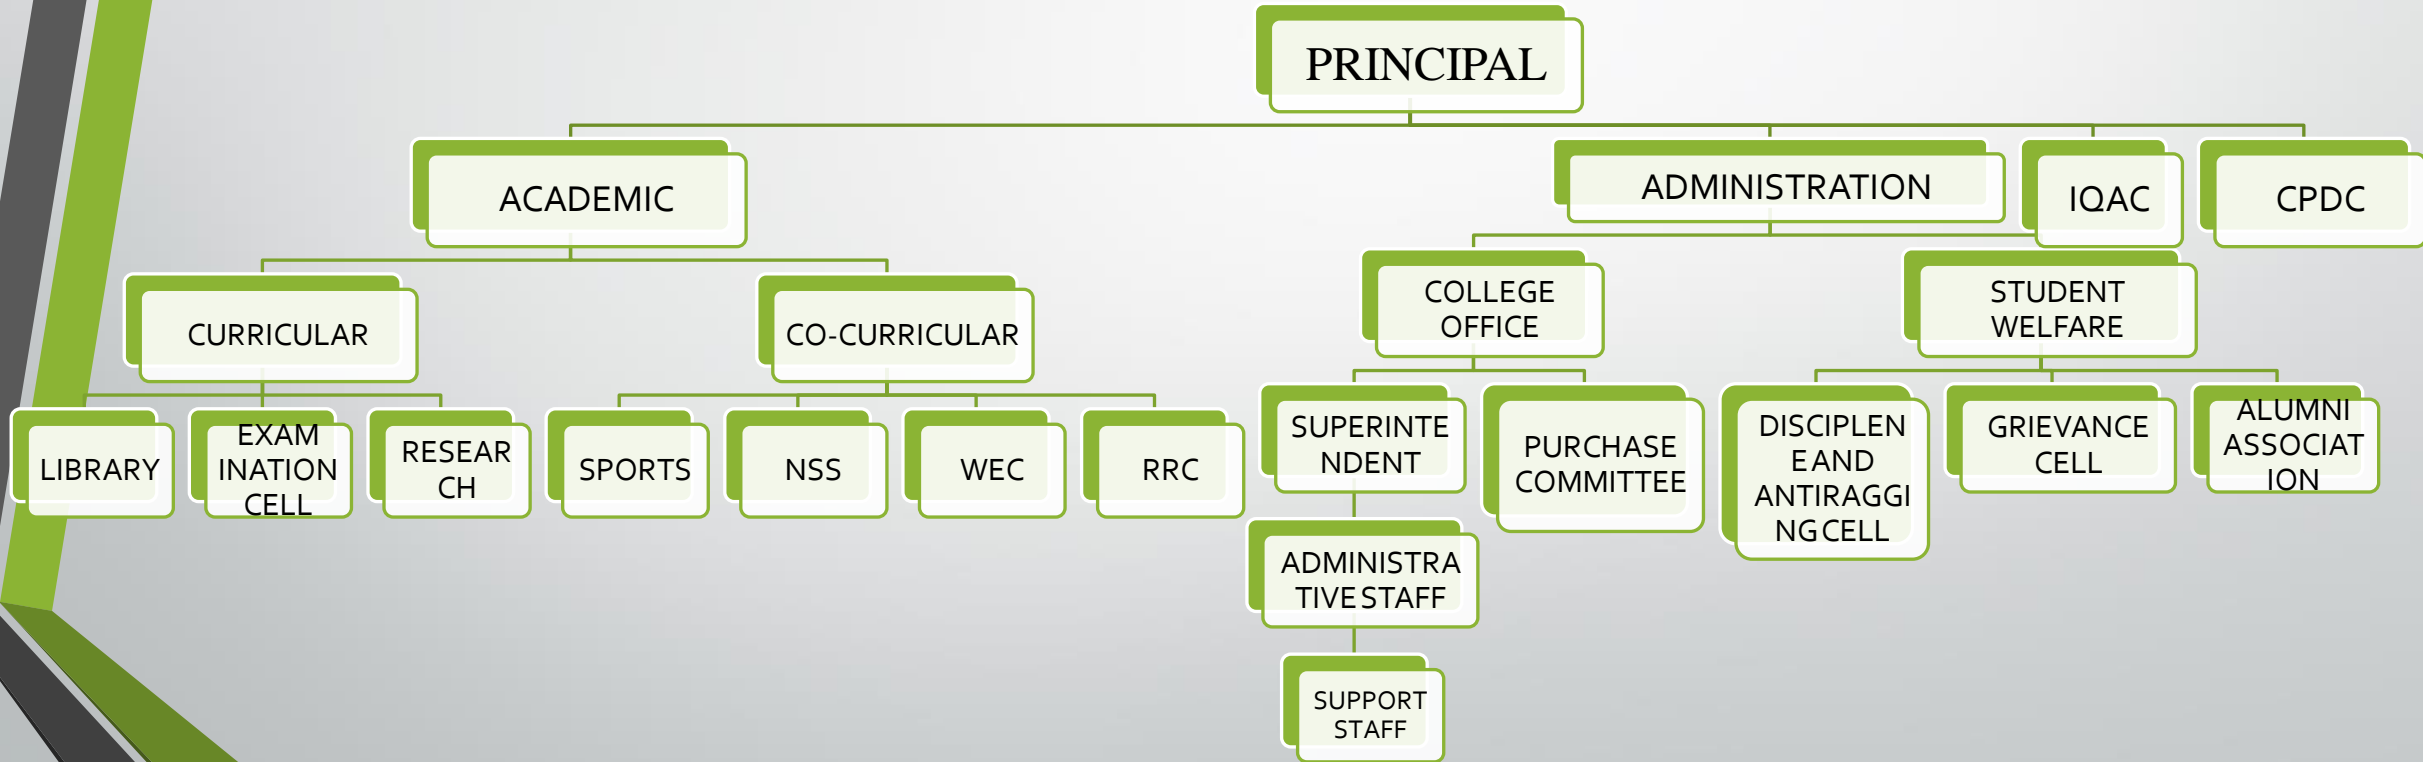 PRINCIPAL
ACADEMIC
ADMINISTRATION
IQAC
CPDC
CURRICULAR
CO-CURRICULAR
COLLEGE
OFFICE
STUDENT
WELFARE
LIBRARY
EXAM
INATION
CELL
RESEAR
CH
SPORTS
NSS
WEC
RRC
SUPERINTE
NDENT
PURCHASE
COMMITTEE
DISCIPLEN
E AND
ANTIRAGGI
NG CELL
GRIEVANCE
CELL
ALUMNI
ASSOCIAT
ION
ADMINISTRA
TIVE STAFF
SUPPORT
STAFF